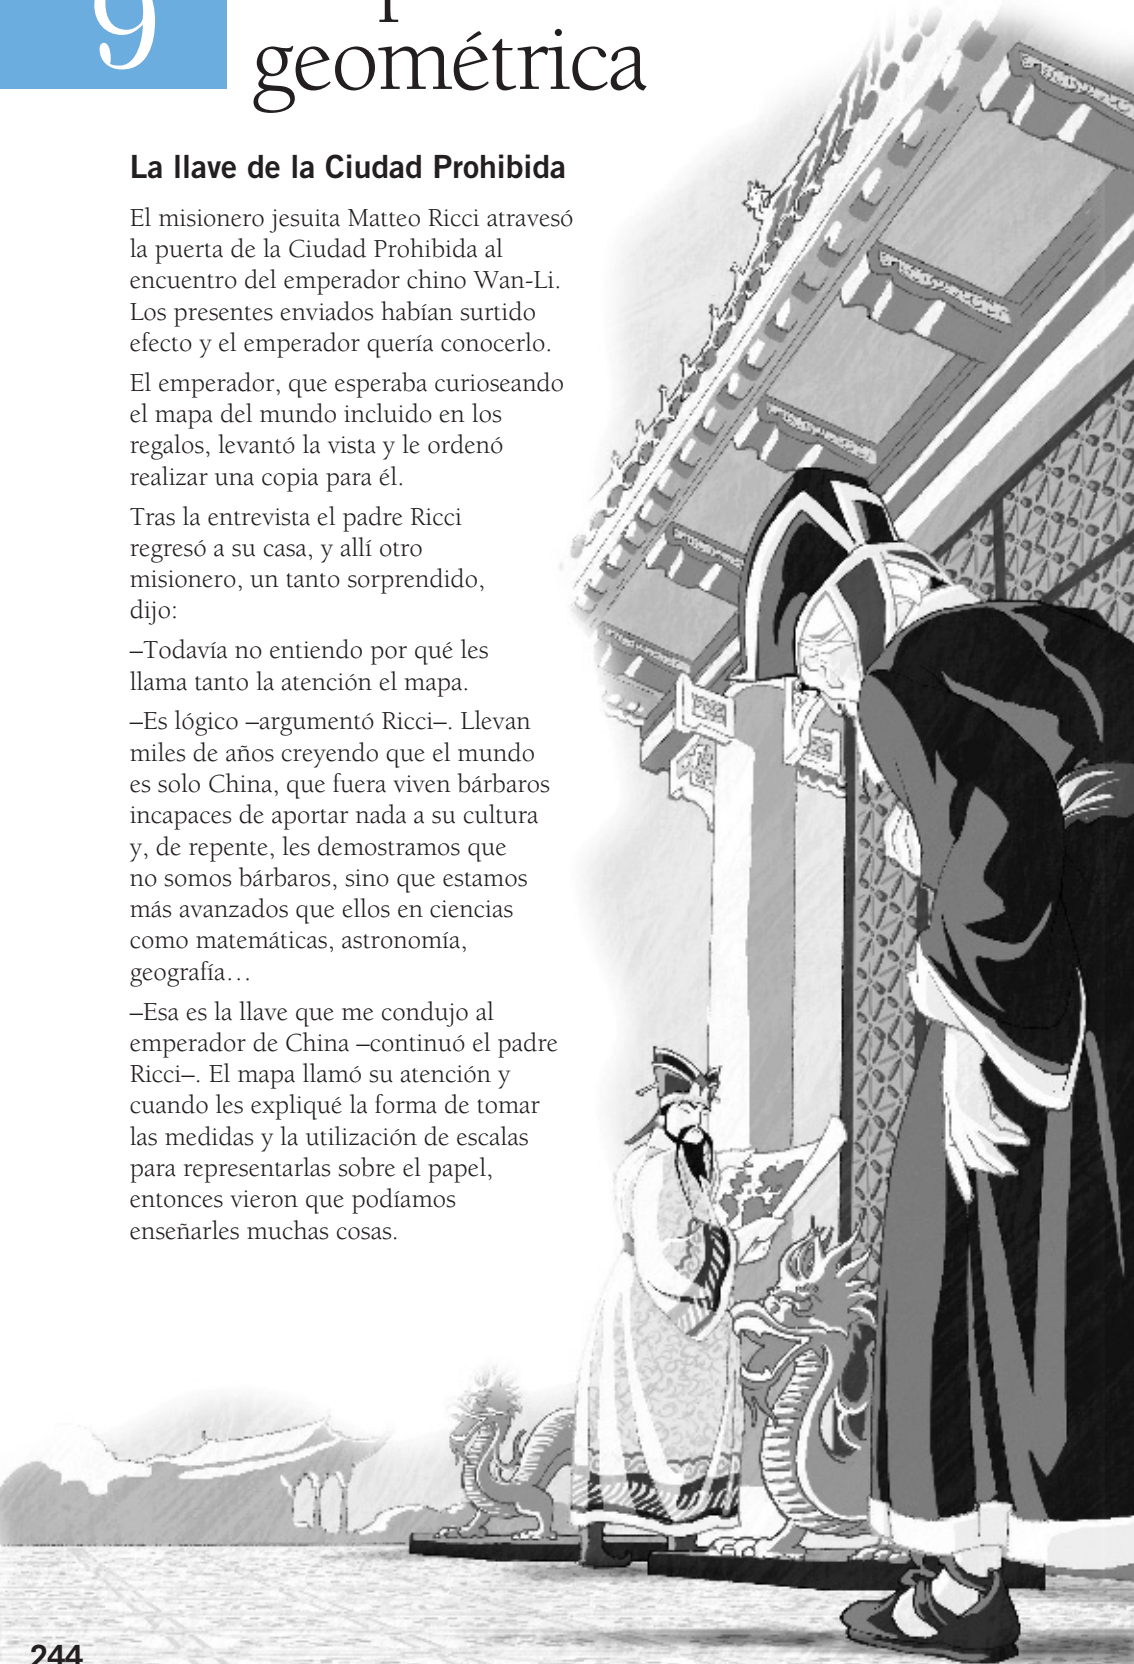 9
geométrica
La llave de la Ciudad Prohibida
El misionero jesuita Matteo Ricci atravesó
la puerta de la Ciudad Prohibida al
encuentro del emperador chino Wan-Li.
Los presentes enviados habían surtido
efecto y el emperador quería conocerlo.
El emperador, que esperaba curioseando
el mapa del mundo incluido en los
regalos, levantó la vista y le ordenó
realizar una copia para él.
Tras la entrevista el padre Ricci
regresó a su casa, y allí otro
misionero, un tanto sorprendido,
dijo:
–Todavía no entiendo por qué les
llama tanto la atención el mapa.
–Es lógico –argumentó Ricci–. Llevan
miles de años creyendo que el mundo
es solo China, que fuera viven bárbaros
incapaces de aportar nada a su cultura
y, de repente, les demostramos que
no somos bárbaros, sino que estamos
más avanzados que ellos en ciencias
como matemáticas, astronomía,
geografía…
–Esa es la llave que me condujo al
emperador de China –continuó el padre
Ricci–. El mapa llamó su atención y
cuando les expliqué la forma de tomar
las medidas y la utilización de escalas
para representarlas sobre el papel,
entonces vieron que podíamos
enseñarles muchas cosas.
244